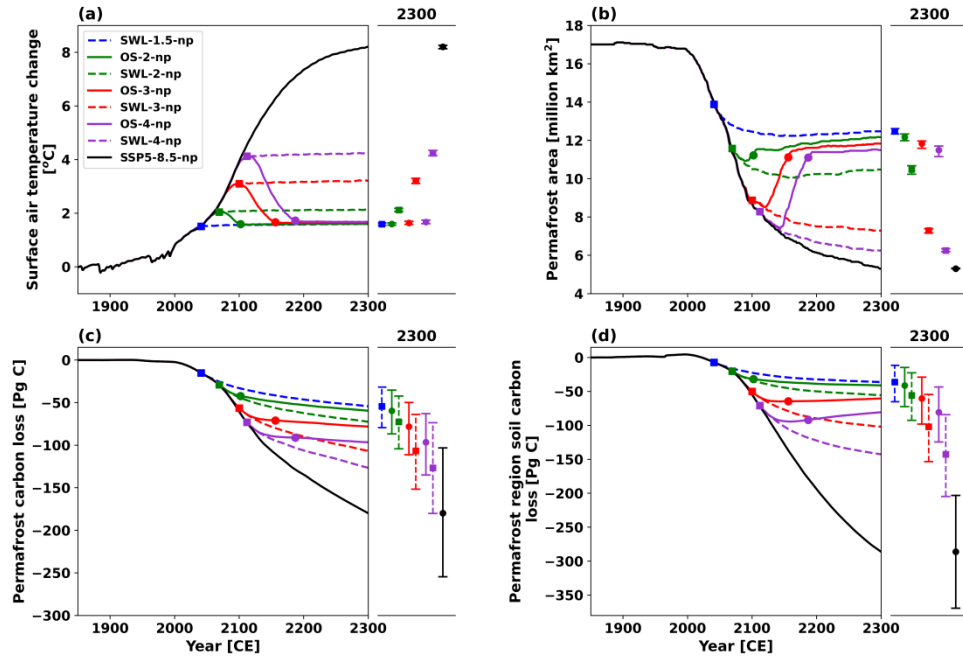 (a)
2300
Surface air temperature change
[°C]
8
6
4
2
0
SWL-1.5-np
OS-2-np
SWL-2-np
OS-3-np
SWL-3-np
OS-4-np
SWL-4-np
SSP5-8.5-np
1900
2000
2100
2200
2300
(b)
2300
Permafrost area [million km²]
18
16
14
12
10
8
6
4
1900
2000
2100
2200
2300
(c)
2300
Permafrost carbon loss [Pg C]
0
−50
−100
−150
−200
−250
−300
1900
2000
2100
2200
2300
Year [CE]
(d)
2300
Permafrost region soil carbon
loss [Pg C]
0
−50
−100
−150
−200
−250
−300
−350
1900
2000
2100
2200
2300
Year [CE]